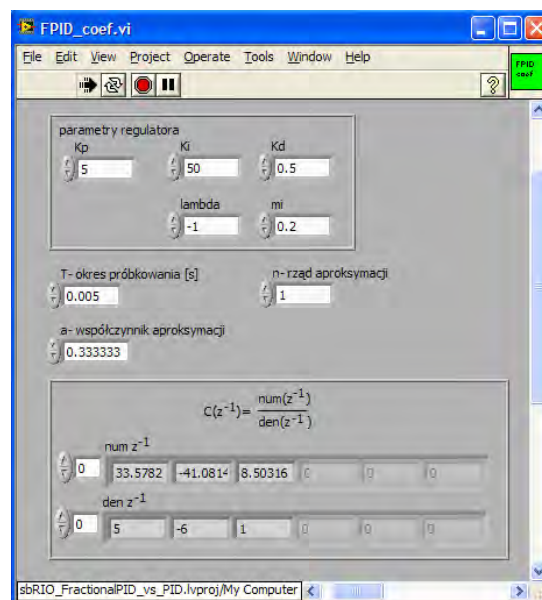 FPID_coef.vi
File Edit View Project Operate Tools Window Help
FPID
coef
parametry regulatora
Kp Ki Kd
5 50 0.5
lambda mi
-1 0.2
T- okres próbkowania [s] n- rząd aproksymacji
0.005 1
a- współczynnik aproksymacji
0.333333
C(z⁻¹)= num(z⁻¹)
den(z⁻¹)
num z⁻¹
0 33.5782 -41.0814 8.50316 0 0 0
den z⁻¹
0 5 -6 1 0 0 0
sbRIO_FractionalPID_vs_PID.lvproj/My Computer